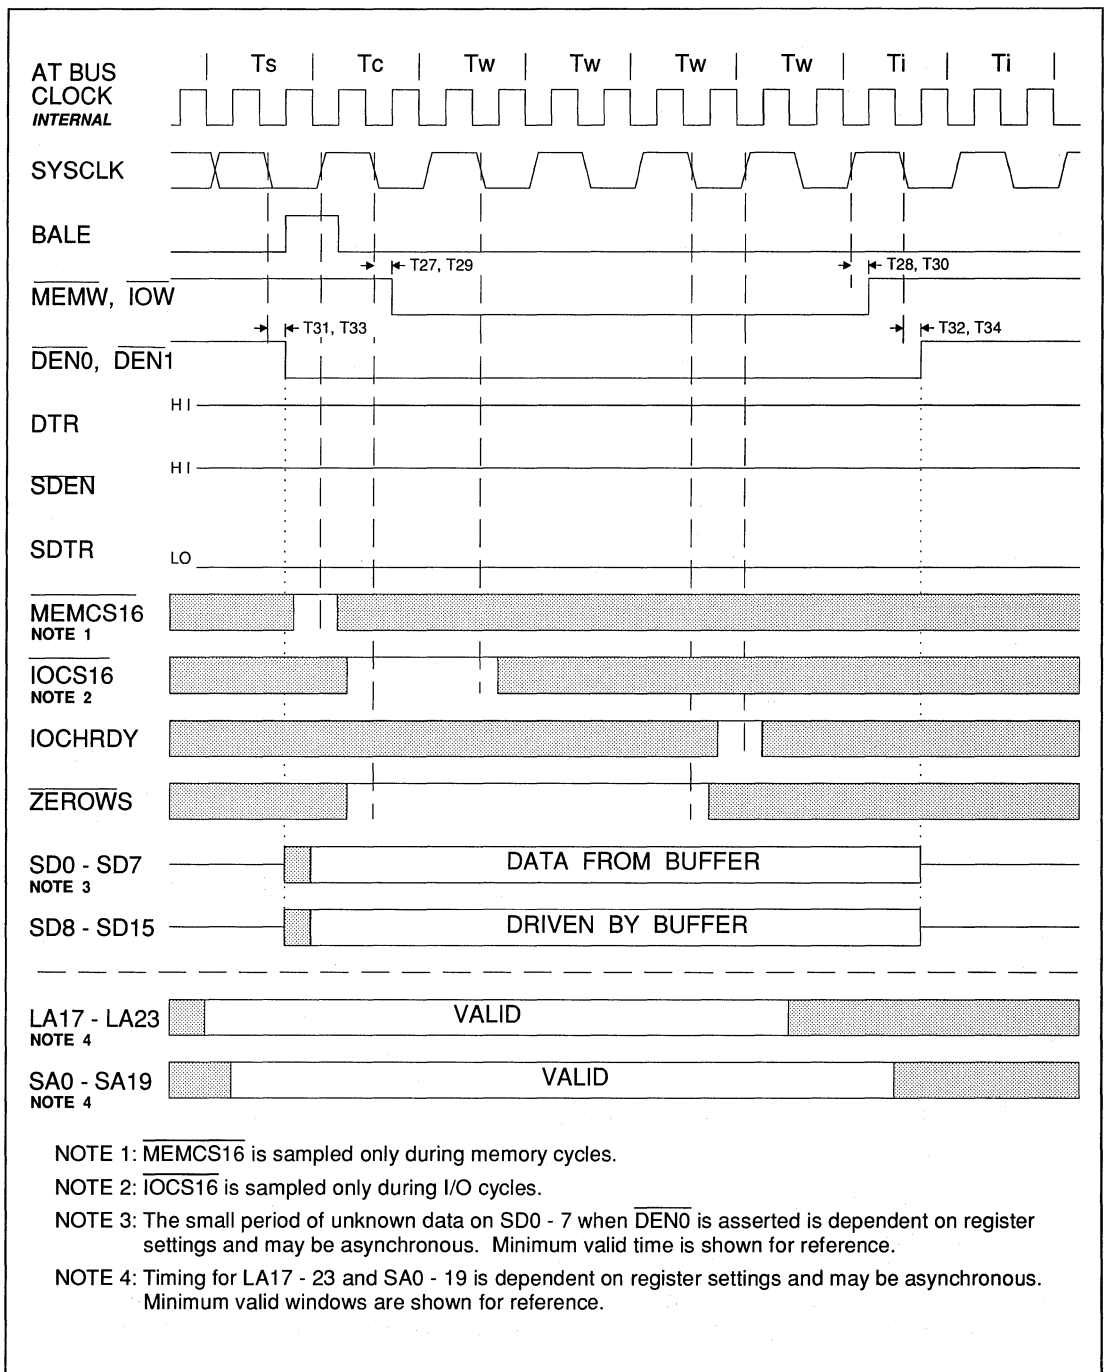 Ts Tc Tw Tw Tw Tw Ti Ti
AT BUS
CLOCK
INTERNAL
SYSCLK
BALE
T27, T29
T28, T30
MEMW, IOW
T31, T33
T32, T34
DEN0, DEN1
HI
DTR
HI
SDEN
SDTR
LO
MEMCS16
NOTE 1
IOCS16
NOTE 2
IOCHRDY
ZEROWS
SD0 - SD7
NOTE 3
DATA FROM BUFFER
SD8 - SD15
DRIVEN BY BUFFER
LA17 - LA23
NOTE 4
VALID
SA0 - SA19
NOTE 4
VALID
NOTE 1: MEMCS16 is sampled only during memory cycles.
NOTE 2: IOCS16 is sampled only during I/O cycles.
NOTE 3: The small period of unknown data on SD0 - 7 when DEN0 is asserted is dependent on register
settings and may be asynchronous. Minimum valid time is shown for reference.
NOTE 4: Timing for LA17 - 23 and SA0 - 19 is dependent on register settings and may be asynchronous.
Minimum valid windows are shown for reference.